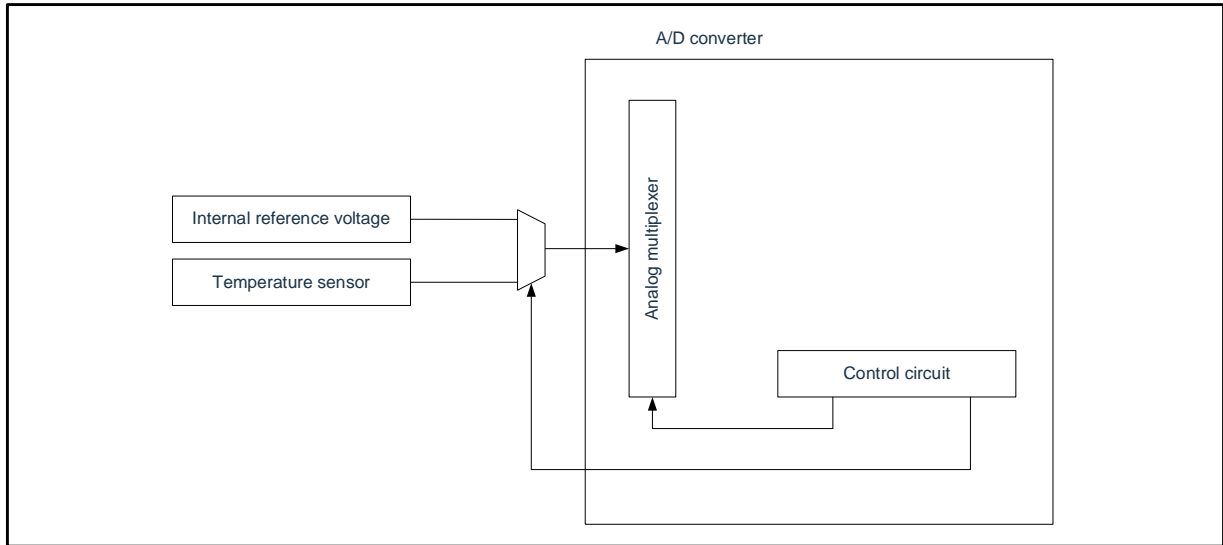 A/D converter
Internal reference voltage
Temperature sensor
Analog multiplexer
Control circuit